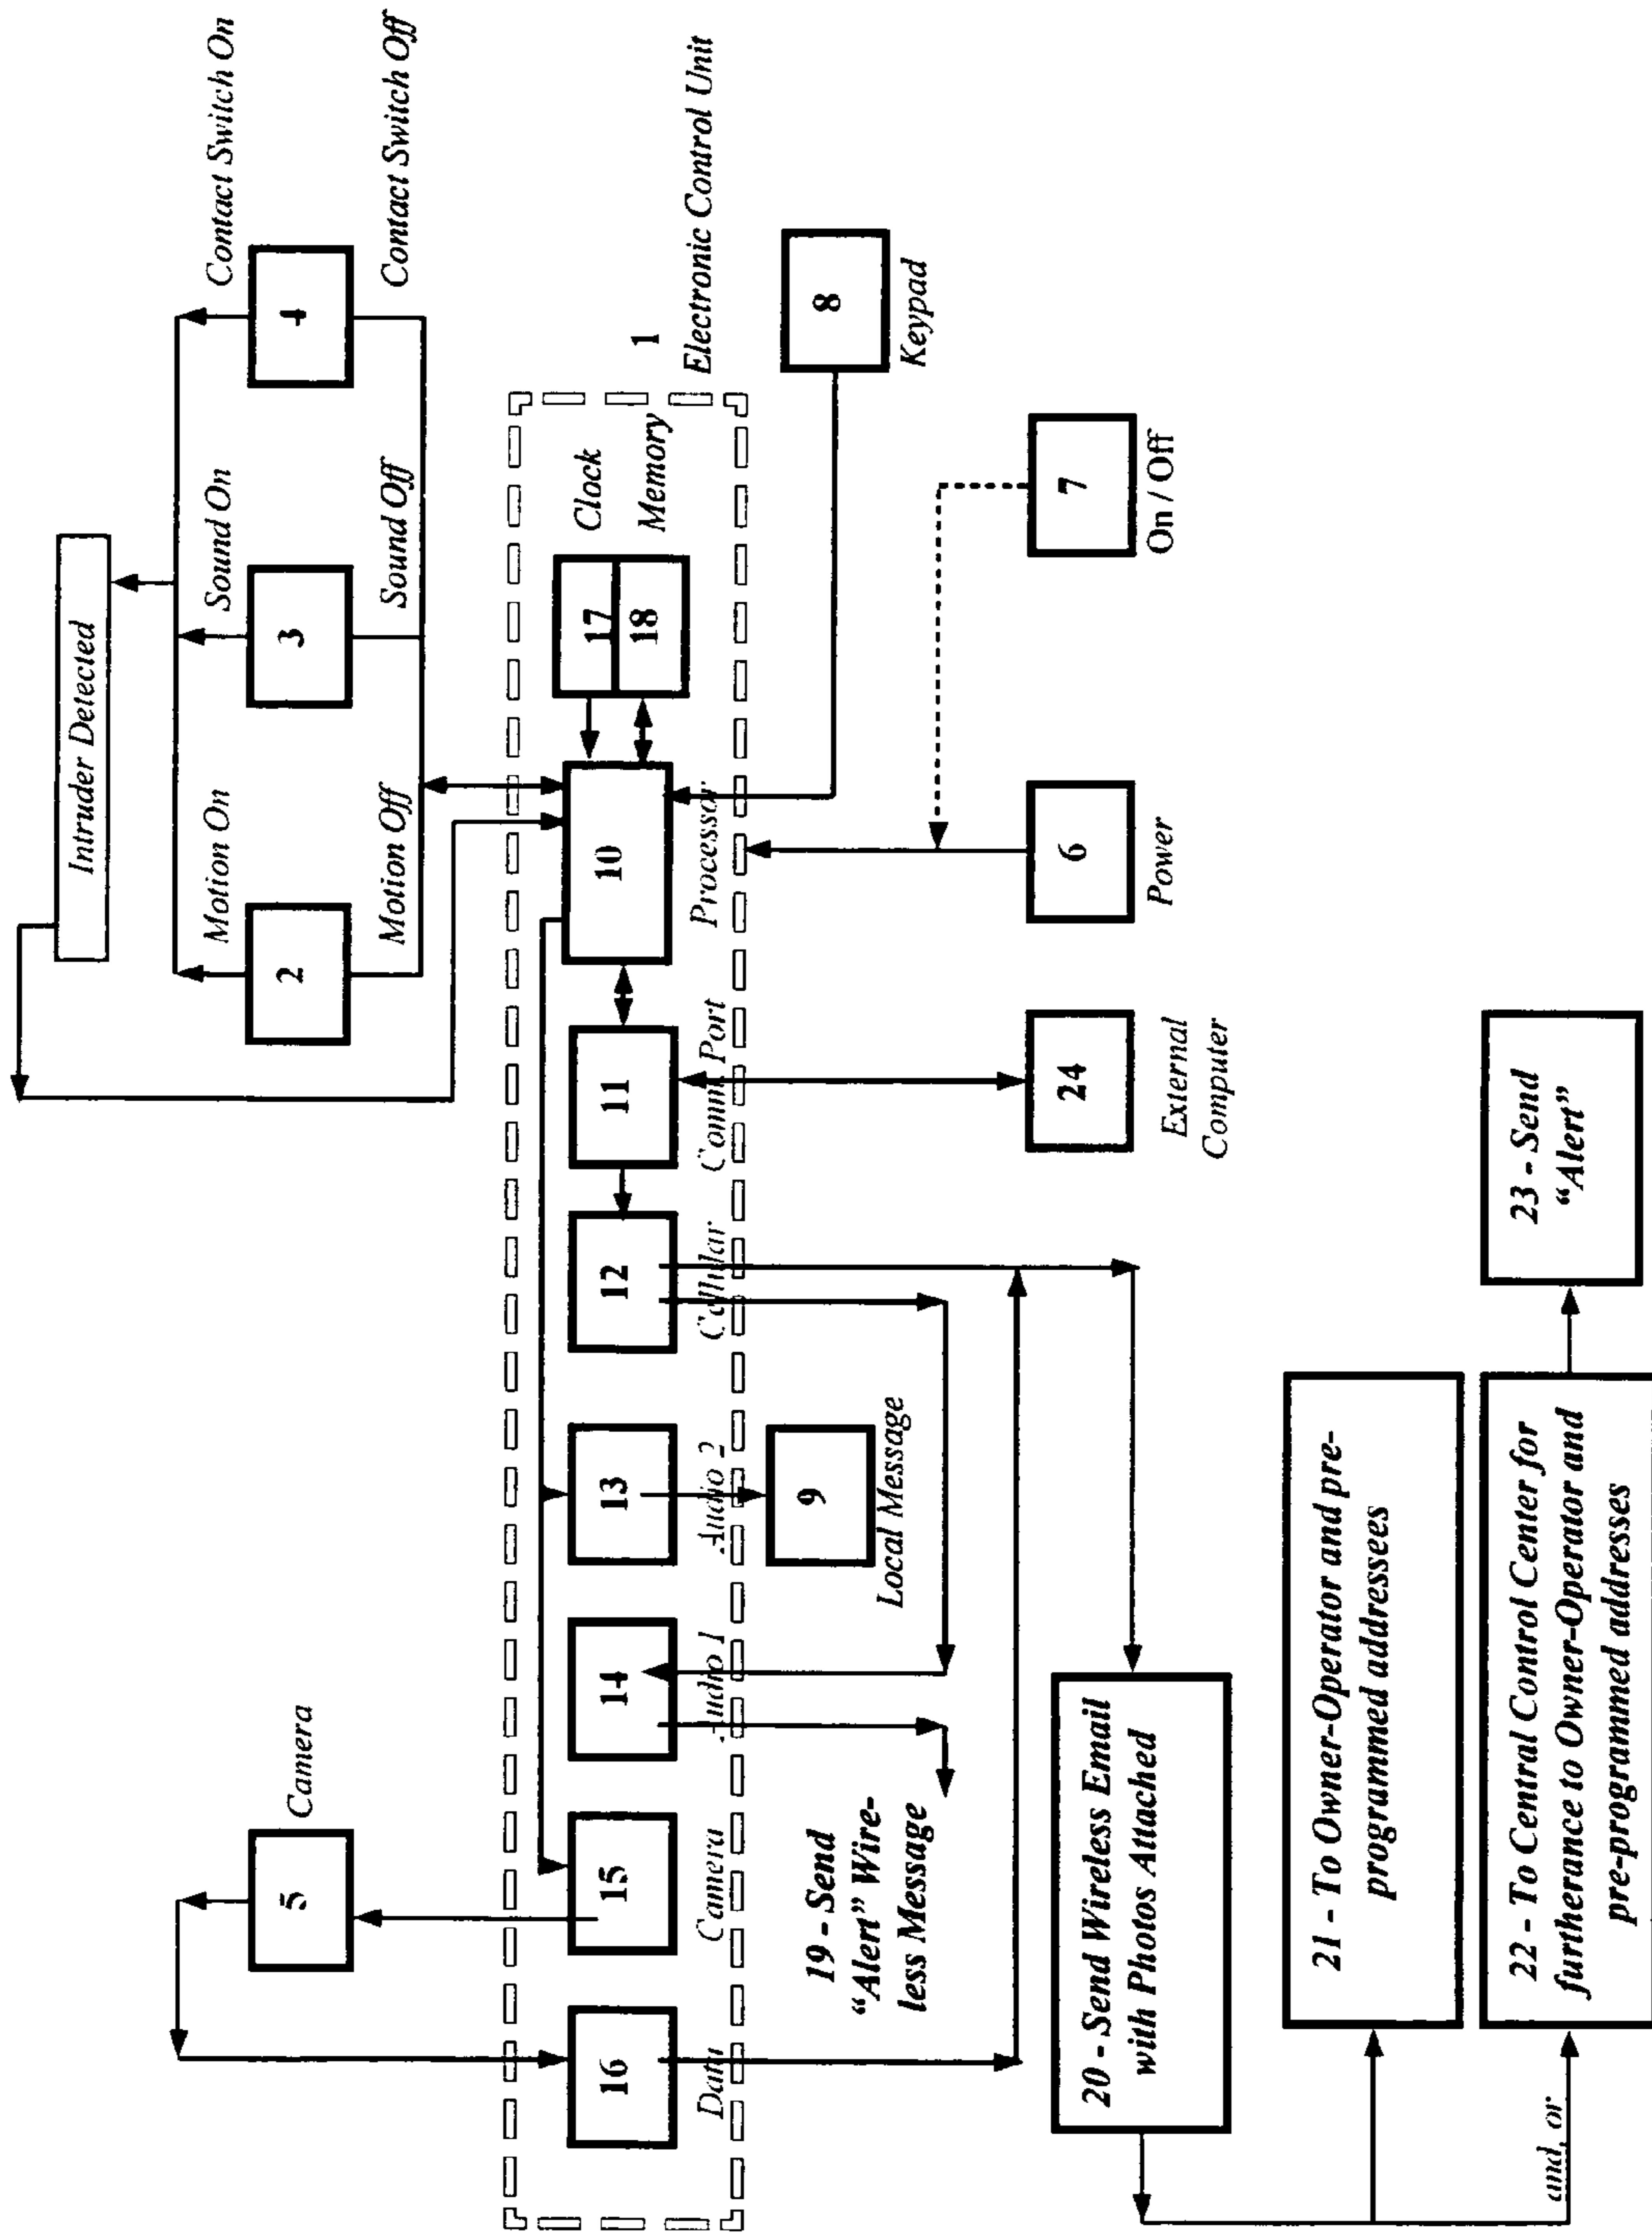 Intruder Detected
Motion On
Sound On
Contact Switch On
2
3
4
Motion Off
Sound Off
Contact Switch Off
Camera
5
1
Electronic Control Unit
16
15
14
13
12
11
10
17
18
Clock
Memory
Data
Camera
Audio 1
Audio 2
Cellular
Comm Port
Processor
8
Keypad
9
Local Message
19 - Send
“Alert” Wire-
less Message
24
External
Computer
6
Power
7
On / Off
20 - Send Wireless Email
with Photos Attached
21 - To Owner-Operator and pre-
programmed addresses
and, or
22 - To Central Control Center for
furtherance to Owner-Operator and
pre-programed addresses
23 - Send
“Alert”